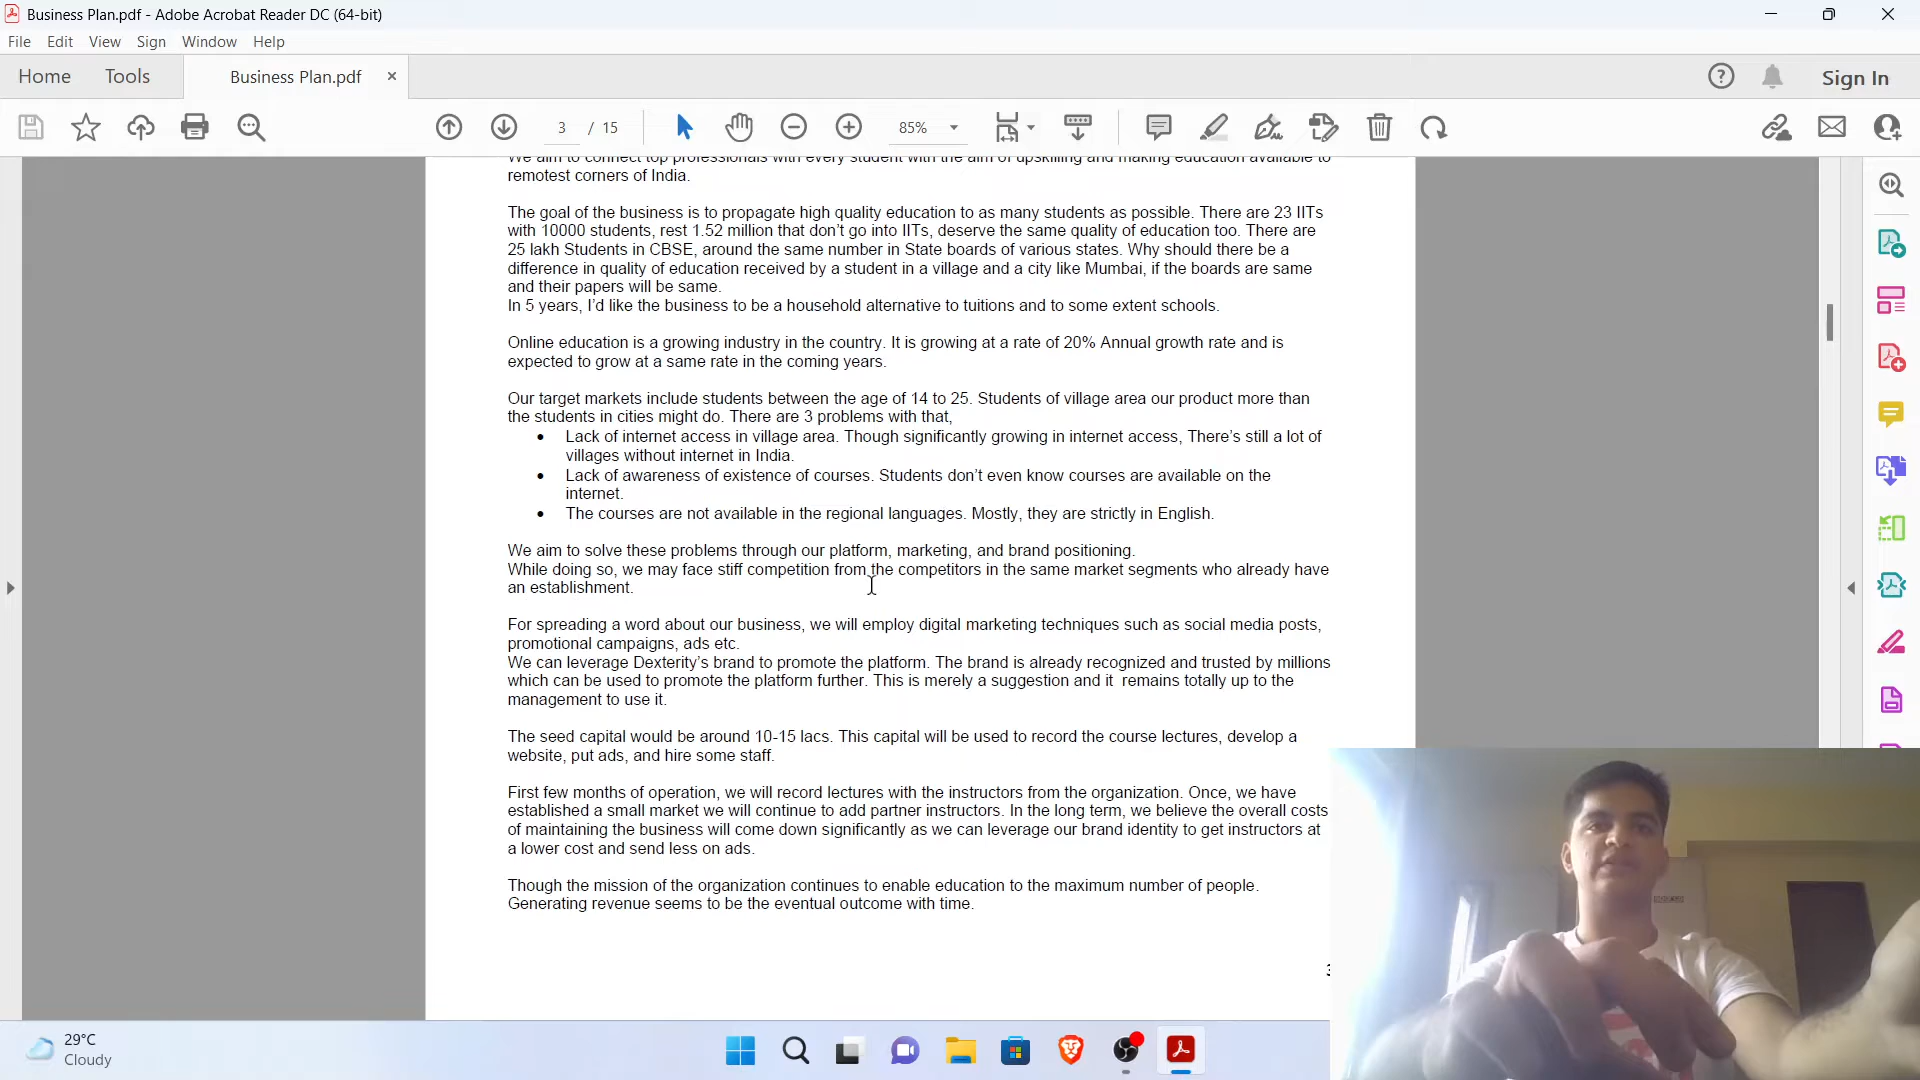 Business Plan.pdf - Adobe Acrobat Reader DC (64-bit)
File Edit View Sign Window Help
Home Tools Business Plan.pdf × Sign In
3 / 15 85%
We aim to connect top professionals with every student with the aim of upskilling and making education available to
remotest corners of India.
The goal of the business is to propagate high quality education to as many students as possible. There are 23 IITs
with 10000 students, rest 1.52 million that don’t go into IITs, deserve the same quality of education too. There are
25 lakh Students in CBSE, around the same number in State boards of various states. Why should there be a
difference in quality of education received by a student in a village and a city like Mumbai, if the boards are same
and their papers will be same.
In 5 years, I’d like the business to be a household alternative to tuitions and to some extent schools.
Online education is a growing industry in the country. It is growing at a rate of 20% Annual growth rate and is
expected to grow at a same rate in the coming years.
Our target markets include students between the age of 14 to 25. Students of village area our product more than
the students in cities might do. There are 3 problems with that,
• Lack of internet access in village area. Though significantly growing in internet access, There’s still a lot of
villages without internet in India.
• Lack of awareness of existence of courses. Students don’t even know courses are available on the
internet.
• The courses are not available in the regional languages. Mostly, they are strictly in English.
We aim to solve these problems through our platform, marketing, and brand positioning.
While doing so, we may face stiff competition from the competitors in the same market segments who already have
an establishment.
For spreading a word about our business, we will employ digital marketing techniques such as social media posts,
promotional campaigns, ads etc.
We can leverage Dexterity’s brand to promote the platform. The brand is already recognized and trusted by millions
which can be used to promote the platform further. This is merely a suggestion and it remains totally up to the
management to use it.
The seed capital would be around 10-15 lacs. This capital will be used to record the course lectures, develop a
website, put ads, and hire some staff.
First few months of operation, we will record lectures with the instructors from the organization. Once, we have
established a small market we will continue to add partner instructors. In the long term, we believe the overall costs
of maintaining the business will come down significantly as we can leverage our brand identity to get instructors at
a lower cost and send less on ads.
Though the mission of the organization continues to enable education to the maximum number of people.
Generating revenue seems to be the eventual outcome with time.
3
29°C
Cloudy